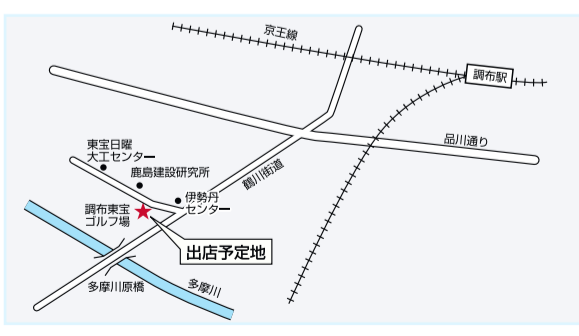 京王線
調布駅
品川通り
東宝日曜
大工センター
鹿島建設研究所
鶴川街道
伊勢丹
センター
調布東宝
ゴルフ場
出店予定地
多摩川原橋
多摩川